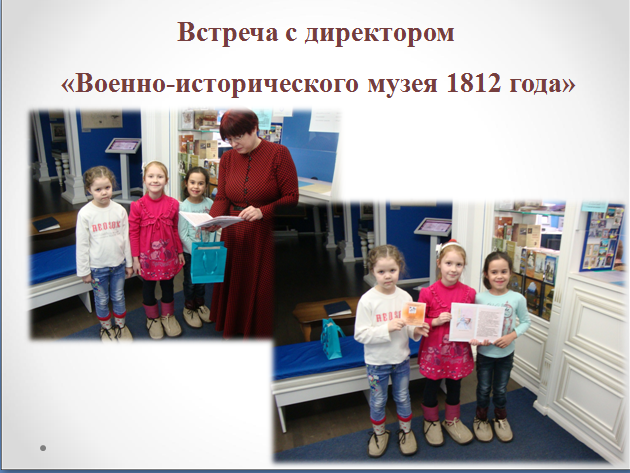 Встреча с директором
«Военно-исторического музея 1812 года»